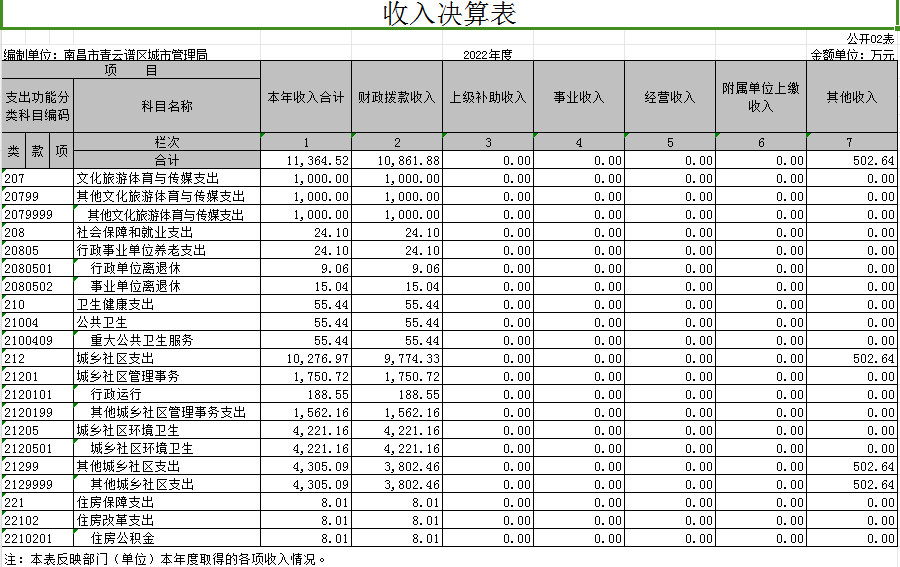 收入决算表
公开02表
编制单位：南昌市青云谱区城市管理局 2022年度 金额单位：万元
项 目 本年收入合计 财政拨款收入 上级补助收入 事业收入 经营收入 附属单位上缴收入 其他收入
支出功能分类科目编码 科目名称
类 款 项 栏次 1 2 3 4 5 6 7
合计 11,364.52 10,861.88 0.00 0.00 0.00 0.00 502.64
207 文化旅游体育与传媒支出 1,000.00 1,000.00 0.00 0.00 0.00 0.00 0.00
20799 其他文化旅游体育与传媒支出 1,000.00 1,000.00 0.00 0.00 0.00 0.00 0.00
2079999 其他文化旅游体育与传媒支出 1,000.00 1,000.00 0.00 0.00 0.00 0.00 0.00
208 社会保障和就业支出 24.10 24.10 0.00 0.00 0.00 0.00 0.00
20805 行政事业单位养老支出 24.10 24.10 0.00 0.00 0.00 0.00 0.00
2080501 行政单位离退休 9.06 9.06 0.00 0.00 0.00 0.00 0.00
2080502 事业单位离退休 15.04 15.04 0.00 0.00 0.00 0.00 0.00
210 卫生健康支出 55.44 55.44 0.00 0.00 0.00 0.00 0.00
21004 公共卫生 55.44 55.44 0.00 0.00 0.00 0.00 0.00
2100409 重大公共卫生服务 55.44 55.44 0.00 0.00 0.00 0.00 0.00
212 城乡社区支出 10,276.97 9,774.33 0.00 0.00 0.00 0.00 502.64
21201 城乡社区管理事务 1,750.72 1,750.72 0.00 0.00 0.00 0.00 0.00
2120101 行政运行 188.55 188.55 0.00 0.00 0.00 0.00 0.00
2120199 其他城乡社区管理事务支出 1,562.16 1,562.16 0.00 0.00 0.00 0.00 0.00
21205 城乡社区环境卫生 4,221.16 4,221.16 0.00 0.00 0.00 0.00 0.00
2120501 城乡社区环境卫生 4,221.16 4,221.16 0.00 0.00 0.00 0.00 0.00
21299 其他城乡社区支出 4,305.09 3,802.46 0.00 0.00 0.00 0.00 502.64
2129999 其他城乡社区支出 4,305.09 3,802.46 0.00 0.00 0.00 0.00 502.64
221 住房保障支出 8.01 8.01 0.00 0.00 0.00 0.00 0.00
22102 住房改革支出 8.01 8.01 0.00 0.00 0.00 0.00 0.00
2210201 住房公积金 8.01 8.01 0.00 0.00 0.00 0.00 0.00
注：本表反映部门（单位）本年度取得的各项收入情况。